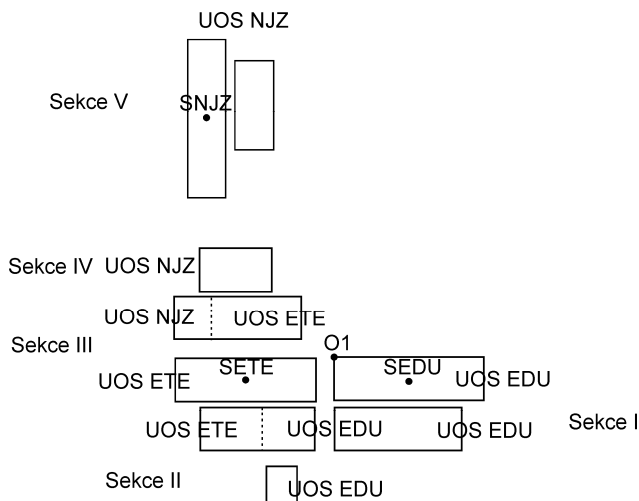 UOS NJZ
SNJZ
Sekce V
Sekce IV UOS NJZ
UOS NJZ UOS ETE
Sekce III
O1
SETE SEDU
UOS ETE UOS EDU
UOS ETE UOS EDU UOS EDU Sekce I
Sekce II
UOS EDU